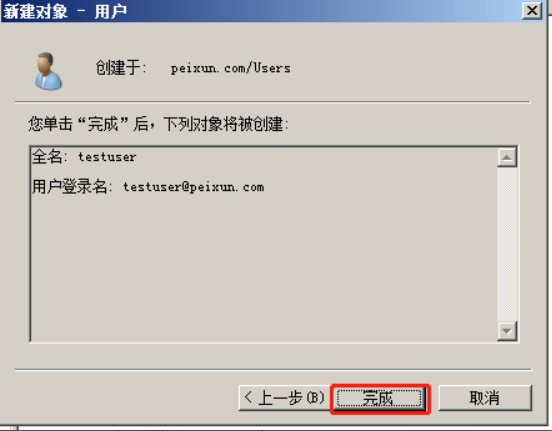 新建对象 - 用户
创建于: peixun.com/Users
您单击“完成”后，下列对象将被创建:
全名: testuser
用户登录名: testuser@peixun.com
< 上一步(B) 完成 取消